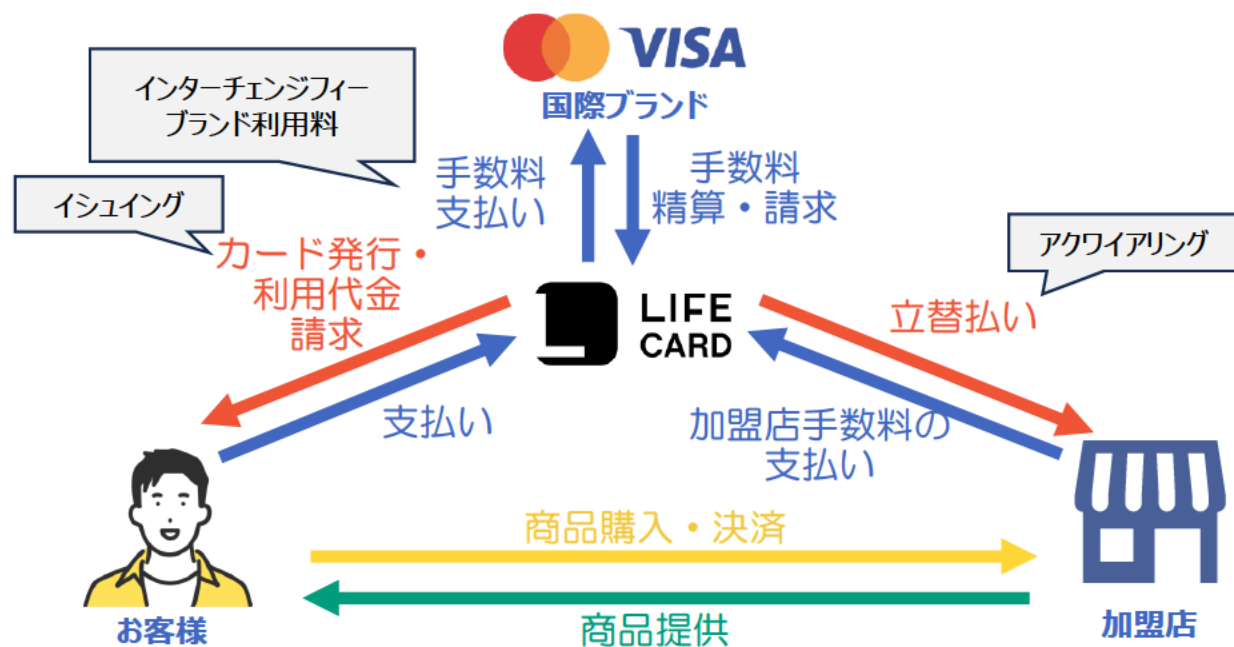 VISA
国際ブランド
インターチェンジフィー
ブランド利用料
手数料
支払い
手数料
精算・請求
イシュイング
カード発行・
利用代金
請求
アクワイアリング
LIFE
CARD
立替払い
支払い
加盟店手数料の
支払い
商品購入・決済
お客様
商品提供
加盟店